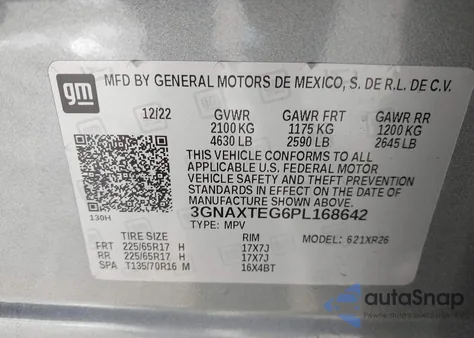 gm
MFD BY GENERAL MOTORS DE MEXICO, S. DE R.L. DE C.V.
12/22 GVWR GAWR FRT GAWR RR
2100 KG 1175 KG 1200 KG
4630 LB 2590 LB 2645 LB
THIS VEHICLE CONFORMS TO ALL
APPLICABLE U.S. FEDERAL MOTOR
VEHICLE SAFETY AND THEFT PREVENTION
STANDARDS IN EFFECT ON THE DATE
OF MANUFACTURE SHOWN ABOVE.
3GNAXTEG6PL168642
130H TYPE: MPV
TIRE SIZE RIM MODEL: 621XR26
FRT 225/65R17 H 17X7J
RR 225/65R17 H 17X7J
SPA T135/70R16 M 16X4BT
autoSnap